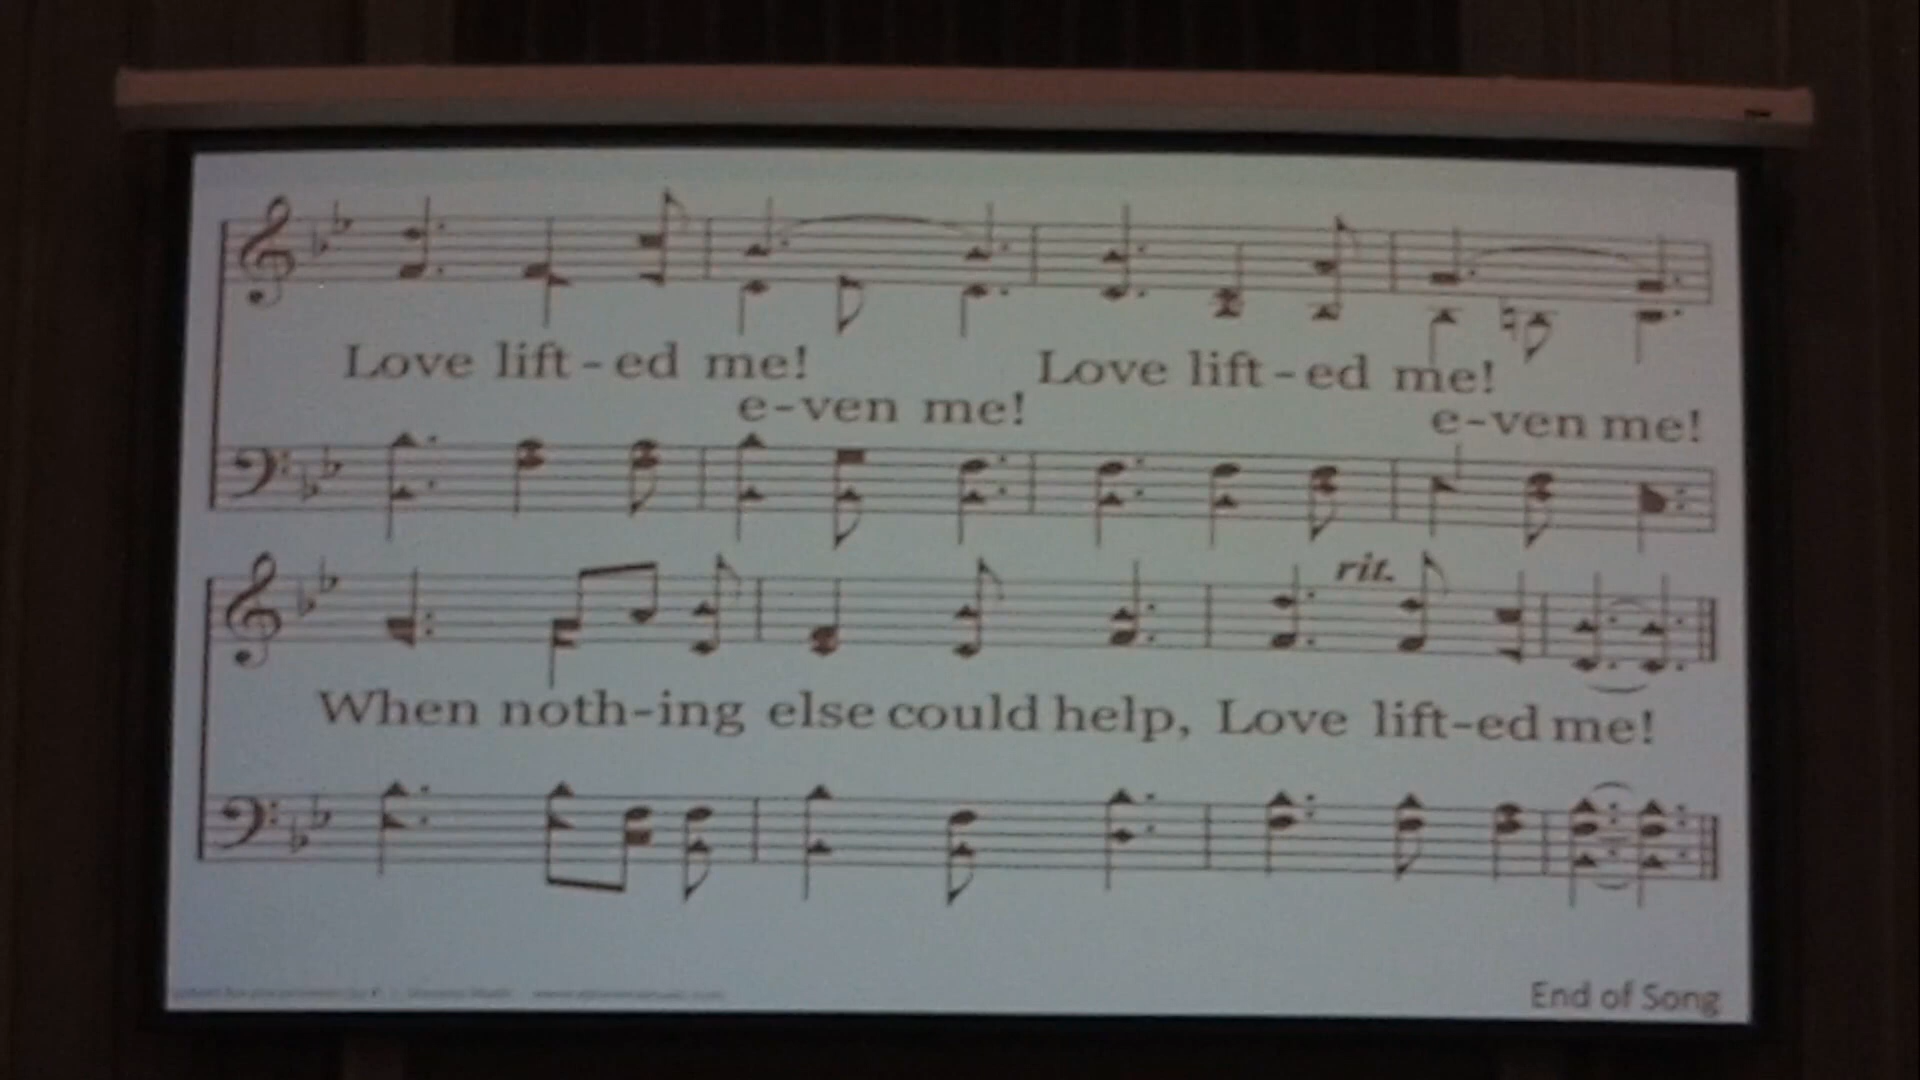 Love lift-ed me! Love lift-ed me!
e-ven me! e-ven me!
rit.
When noth-ing else could help, Love lift-ed me!
End of Song